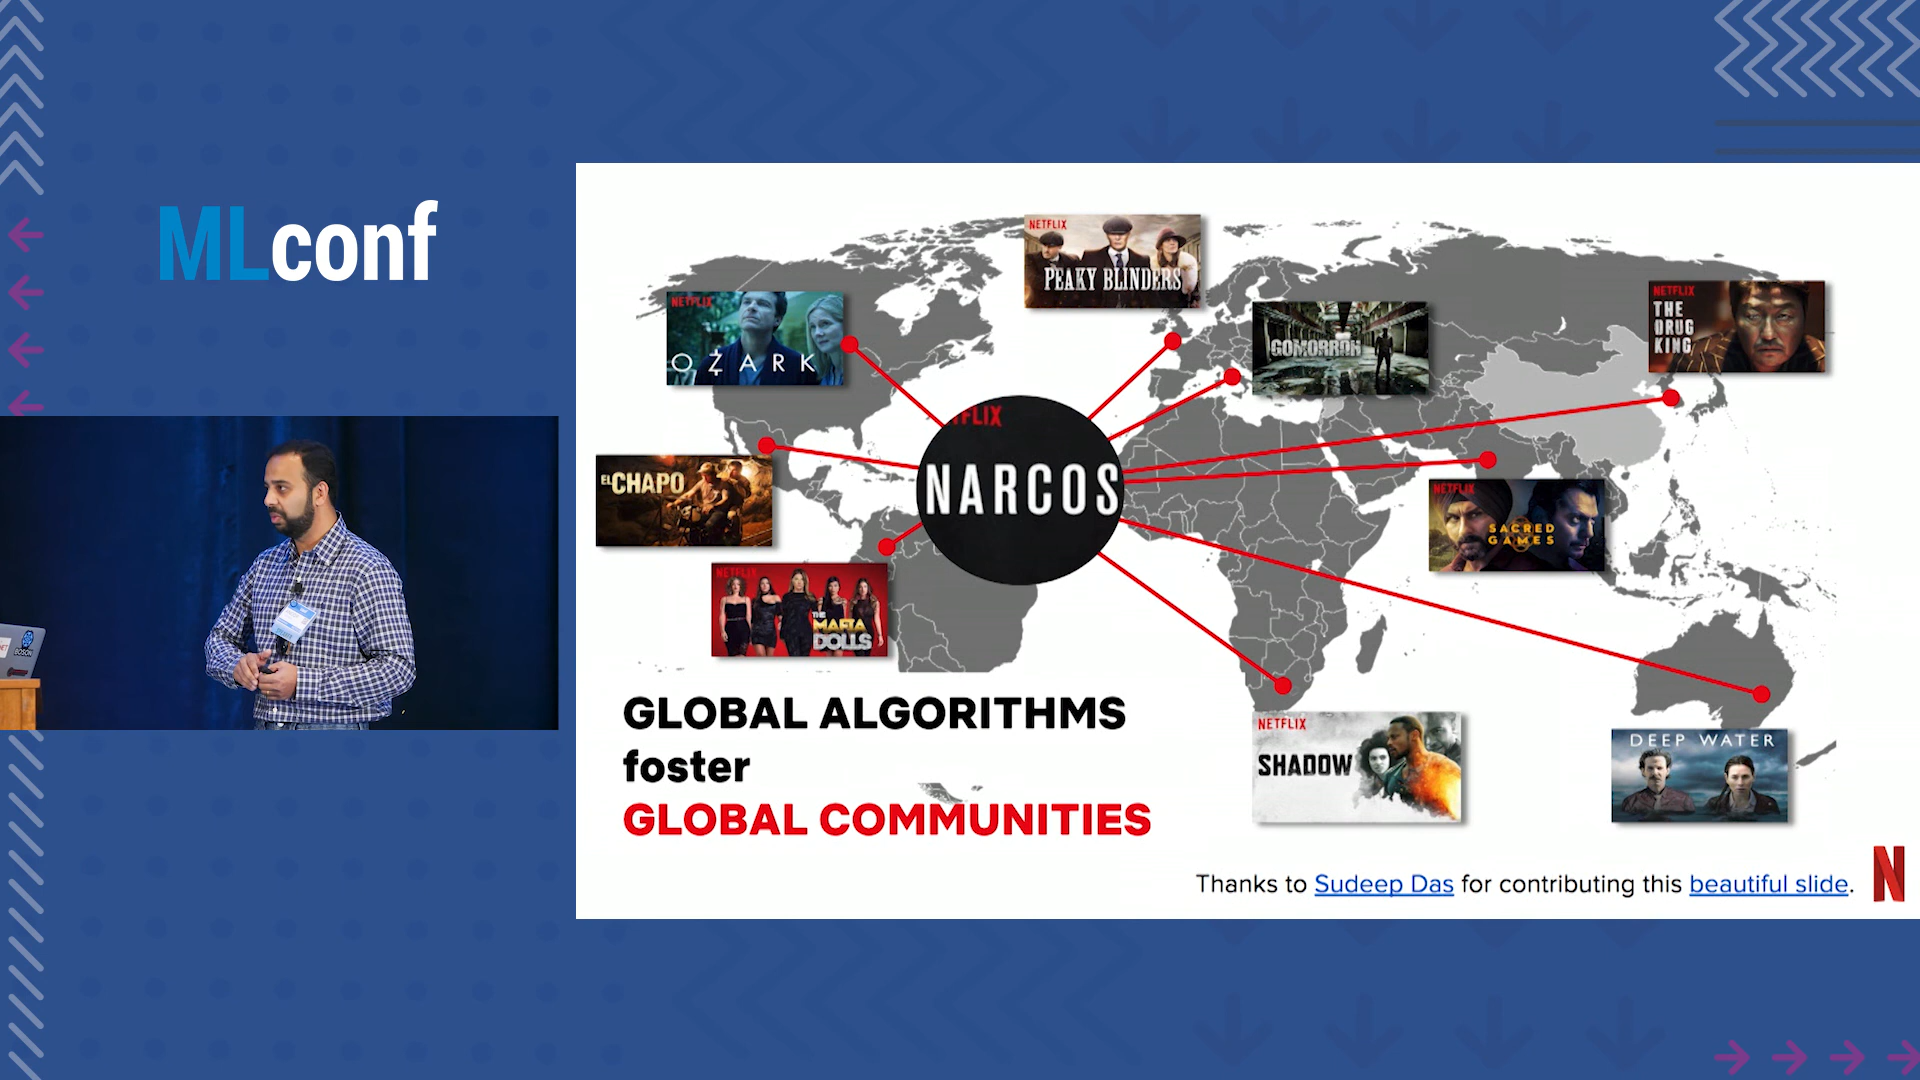 MLconf
NETFLIX
PEAKY BLINDERS
NETFLIX
OZARK
GOMORRAH
NETFLIX
THE
DRUG
KING
TFLIX
NARCOS
EL CHAPO
NETFLIX
SACRED
GAMES
NETFLIX
THE
MAFIA
DOLLS
GLOBAL ALGORITHMS
foster
GLOBAL COMMUNITIES
NETFLIX
SHADOW
DEEP WATER
Thanks to Sudeep Das for contributing this beautiful slide.
N